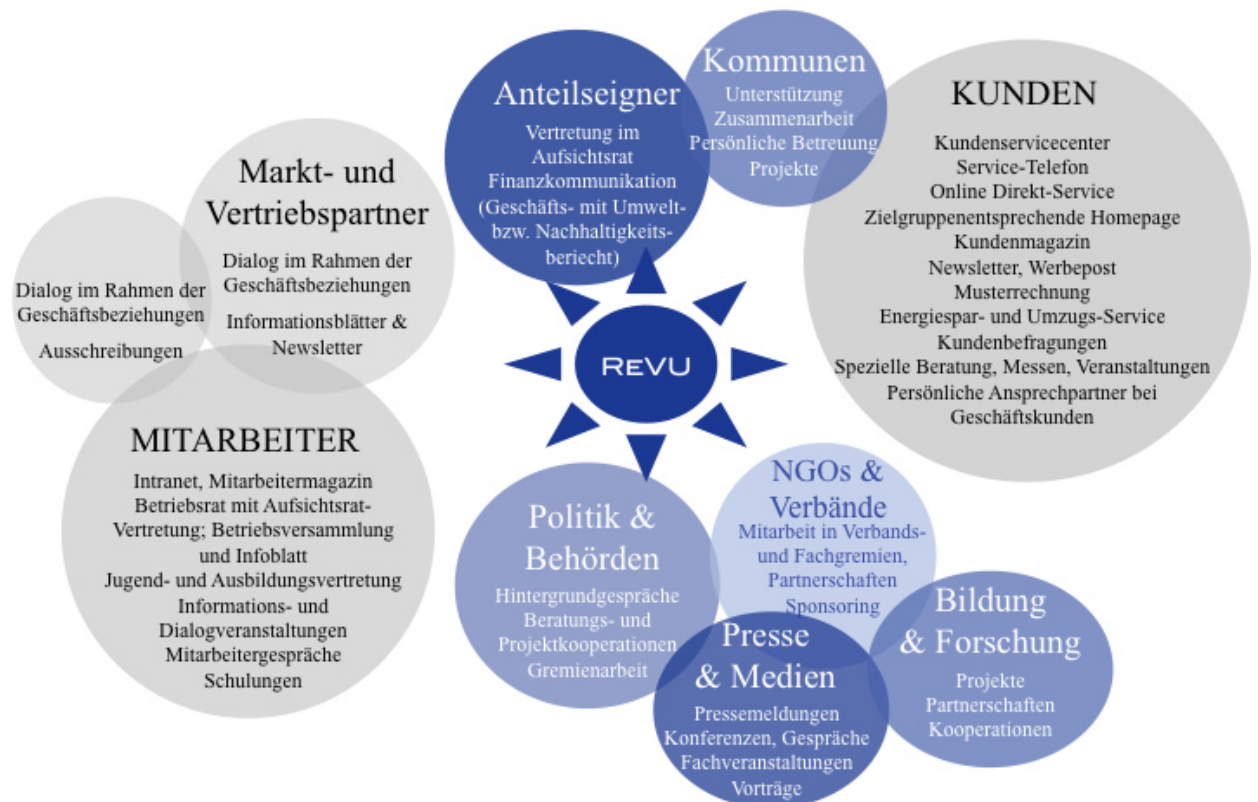 Anteilseigner
Vertretung im
Aufsichtsrat
Finanzkommunikation
(Geschäfts- mit Umwelt-
bzw. Nachhaltigkeits-
beriecht)
Kommunen
Unterstützung
Zusammenarbeit
Persönliche Betreuung
Projekte
KUNDEN
Kundenservicecenter
Service-Telefon
Online Direkt-Service
Zielgruppenentsprechende Homepage
Kundenmagazin
Newsletter, Werbepost
Musterrechnung
Energiespar- und Umzugs-Service
Kundenbefragungen
Spezielle Beratung, Messen, Veranstaltungen
Persönliche Ansprechpartner bei
Geschäftskunden
Markt- und
Vertriebspartner
Dialog im Rahmen der
Geschäftsbeziehungen
Informationsblätter &
Newsletter
Dialog im Rahmen der
Geschäftsbeziehungen
Ausschreibungen
REVU
MITARBEITER
Intranet, Mitarbeitermagazin
Betriebsrat mit Aufsichtsrat-
Vertretung; Betriebsversammlung
und Infoblatt
Jugend- und Ausbildungsvertretung
Informations- und
Dialogveranstaltungen
Mitarbeitergespräche
Schulungen
Politik &
Behörden
Hintergrundgespräche
Beratungs- und
Projektkooperationen
Gremienarbeit
NGOs &
Verbände
Mitarbeit in Verbands-
und Fachgremien,
Partnerschaften
Sponsoring
Presse
& Medien
Pressemeldungen
Konferenzen, Gespräche
Fachveranstaltungen
Vorträge
Bildung
& Forschung
Projekte
Partnerschaften
Kooperationen